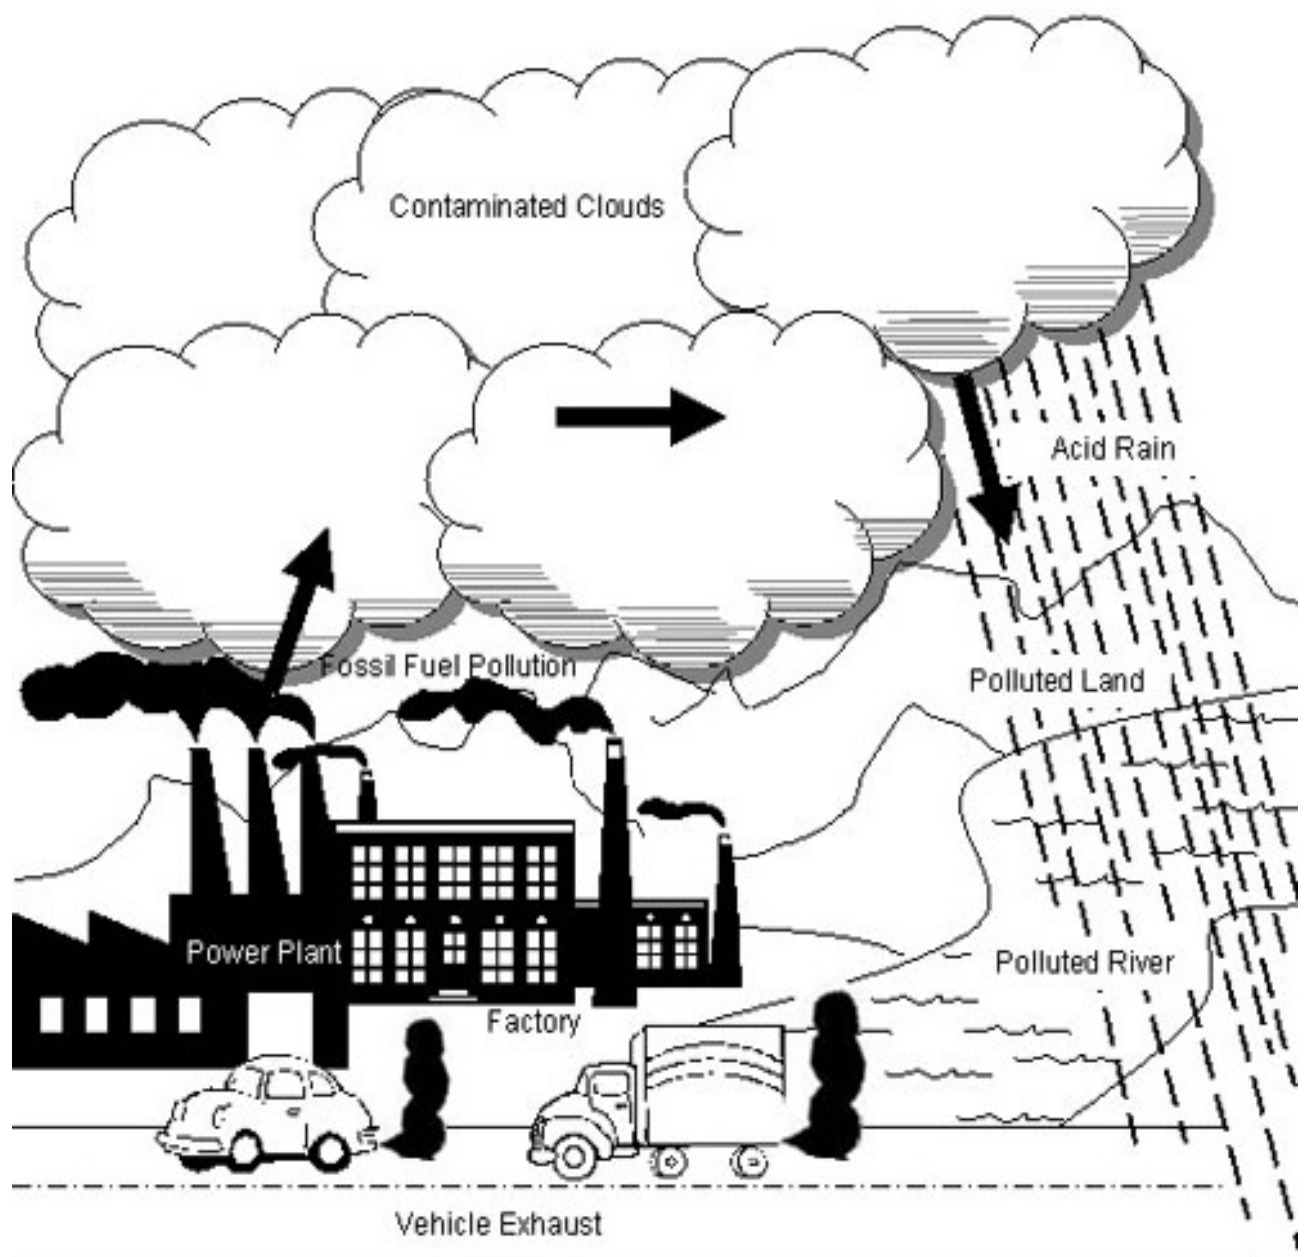 Contaminated Clouds
Acid Rain
Fossil Fuel Pollution
Polluted Land
Power Plant
Polluted River
Factory
Vehicle Exhaust